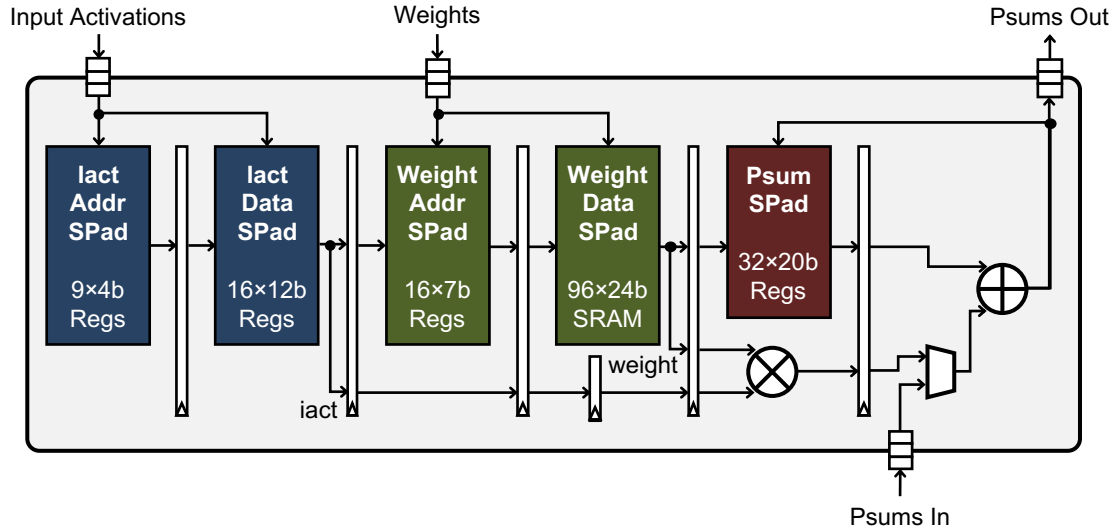 Input Activations
Weights
Psums Out
Iact
Addr
SPad
9×4b
Regs
Iact
Data
SPad
16×12b
Regs
Weight
Addr
SPad
16×7b
Regs
Weight
Data
SPad
96×24b
SRAM
Psum
SPad
32×20b
Regs
iact
weight
Psums In